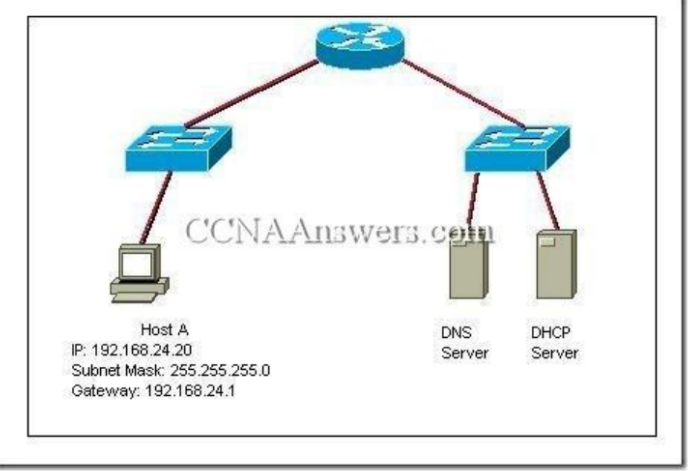 CCNAAnswers.com
Host A
IP: 192.168.24.20
Subnet Mask: 255.255.255.0
Gateway: 192.168.24.1
DNS
Server
DHCP
Server